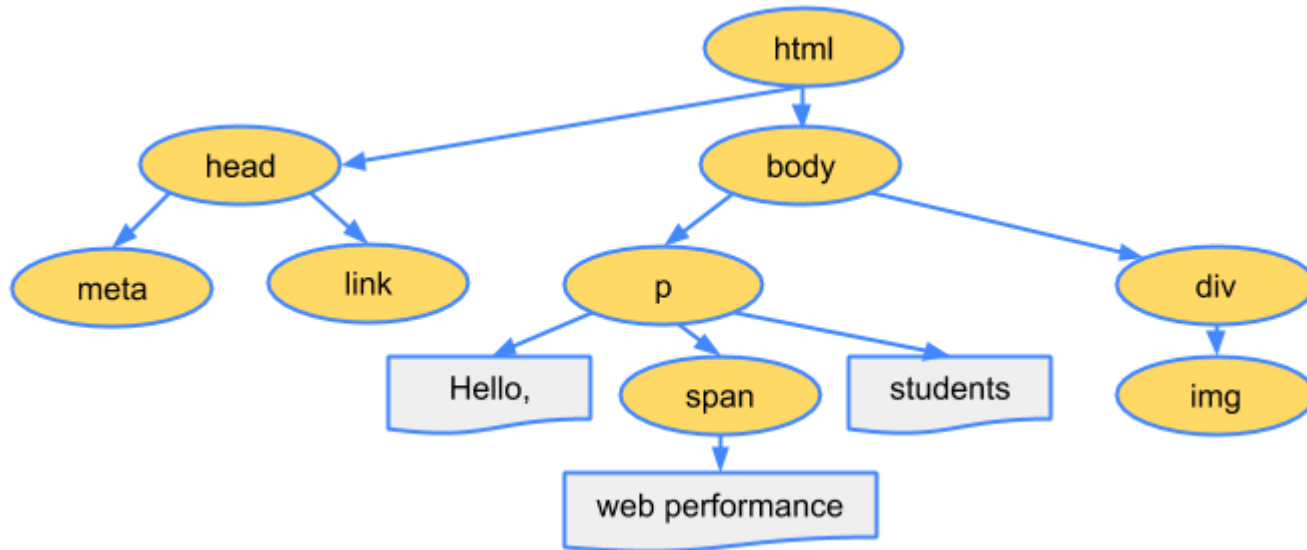 html
head
body
meta
link
p
div
Hello,
span
students
img
web performance